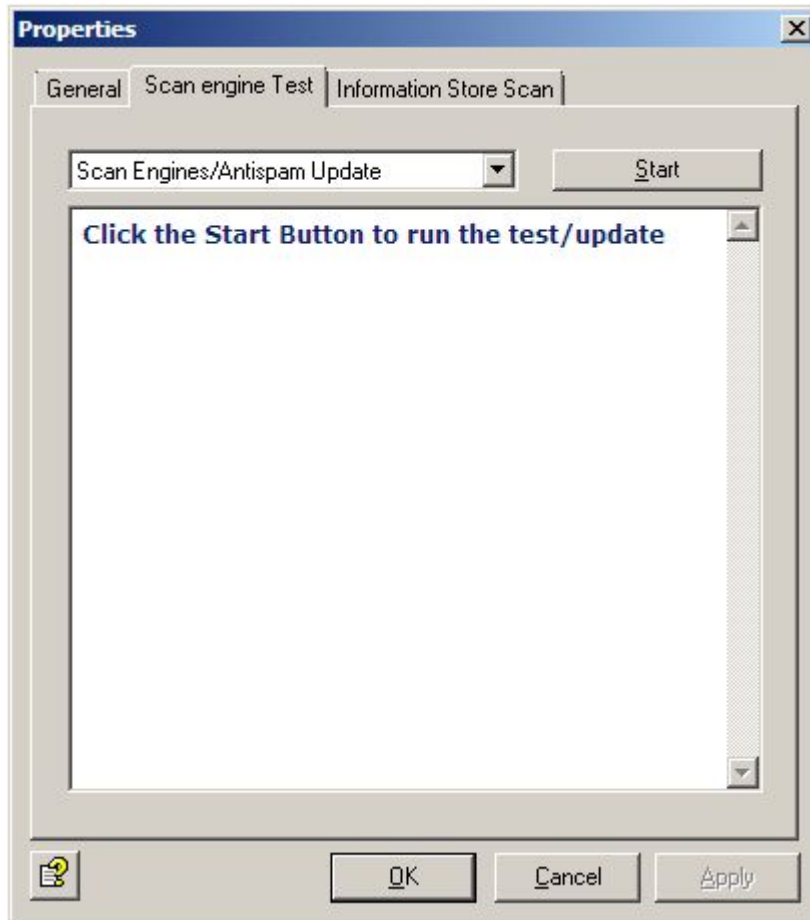 Properties
General Scan engine Test Information Store Scan
Scan Engines/Antispam Update Start
Click the Start Button to run the test/update
OK Cancel Apply